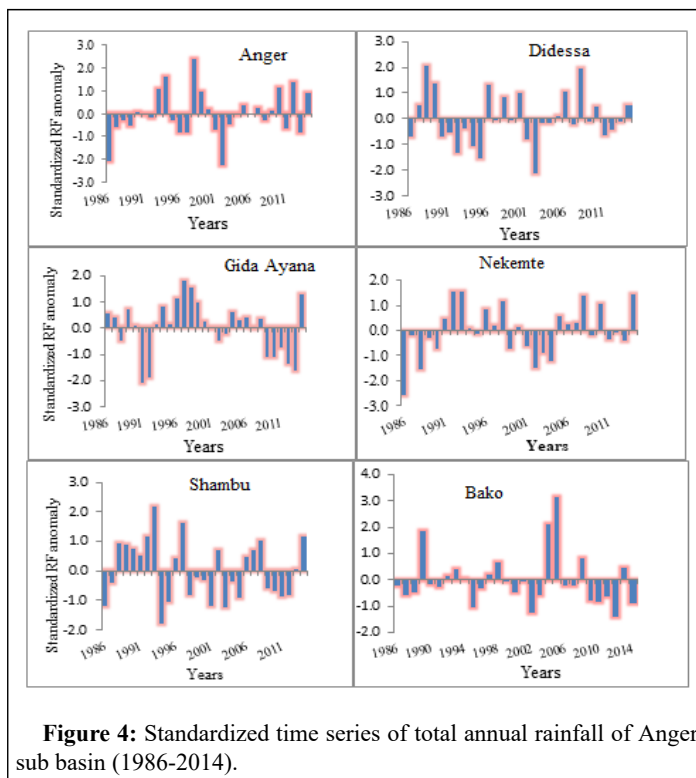 Anger
Standardized RF anomaly
3.0
2.0
1.0
0.0
-1.0
-2.0
-3.0
1986 1991 1996 2001 2006 2011
Years
Didessa
3.0
2.0
1.0
0.0
-1.0
-2.0
-3.0
1986 1991 1996 2001 2006 2011
Years
Gida Ayana
Standardized RF anomaly
2.0
1.0
0.0
-1.0
-2.0
-3.0
1986 1991 1996 2001 2006 2011
Years
Nekemte
2.0
1.0
0.0
-1.0
-2.0
-3.0
1986 1991 1996 2001 2006 2011
Years
Shambu
Standardized RF anomaly
3.0
2.0
1.0
0.0
-1.0
-2.0
1986 1991 1996 2001 2006 2011
Years
Bako
4.0
3.0
2.0
1.0
0.0
-1.0
-2.0
1986 1990 1994 1998 2002 2006 2010 2014
Years
Figure 4: Standardized time series of total annual rainfall of Anger
sub basin (1986-2014).